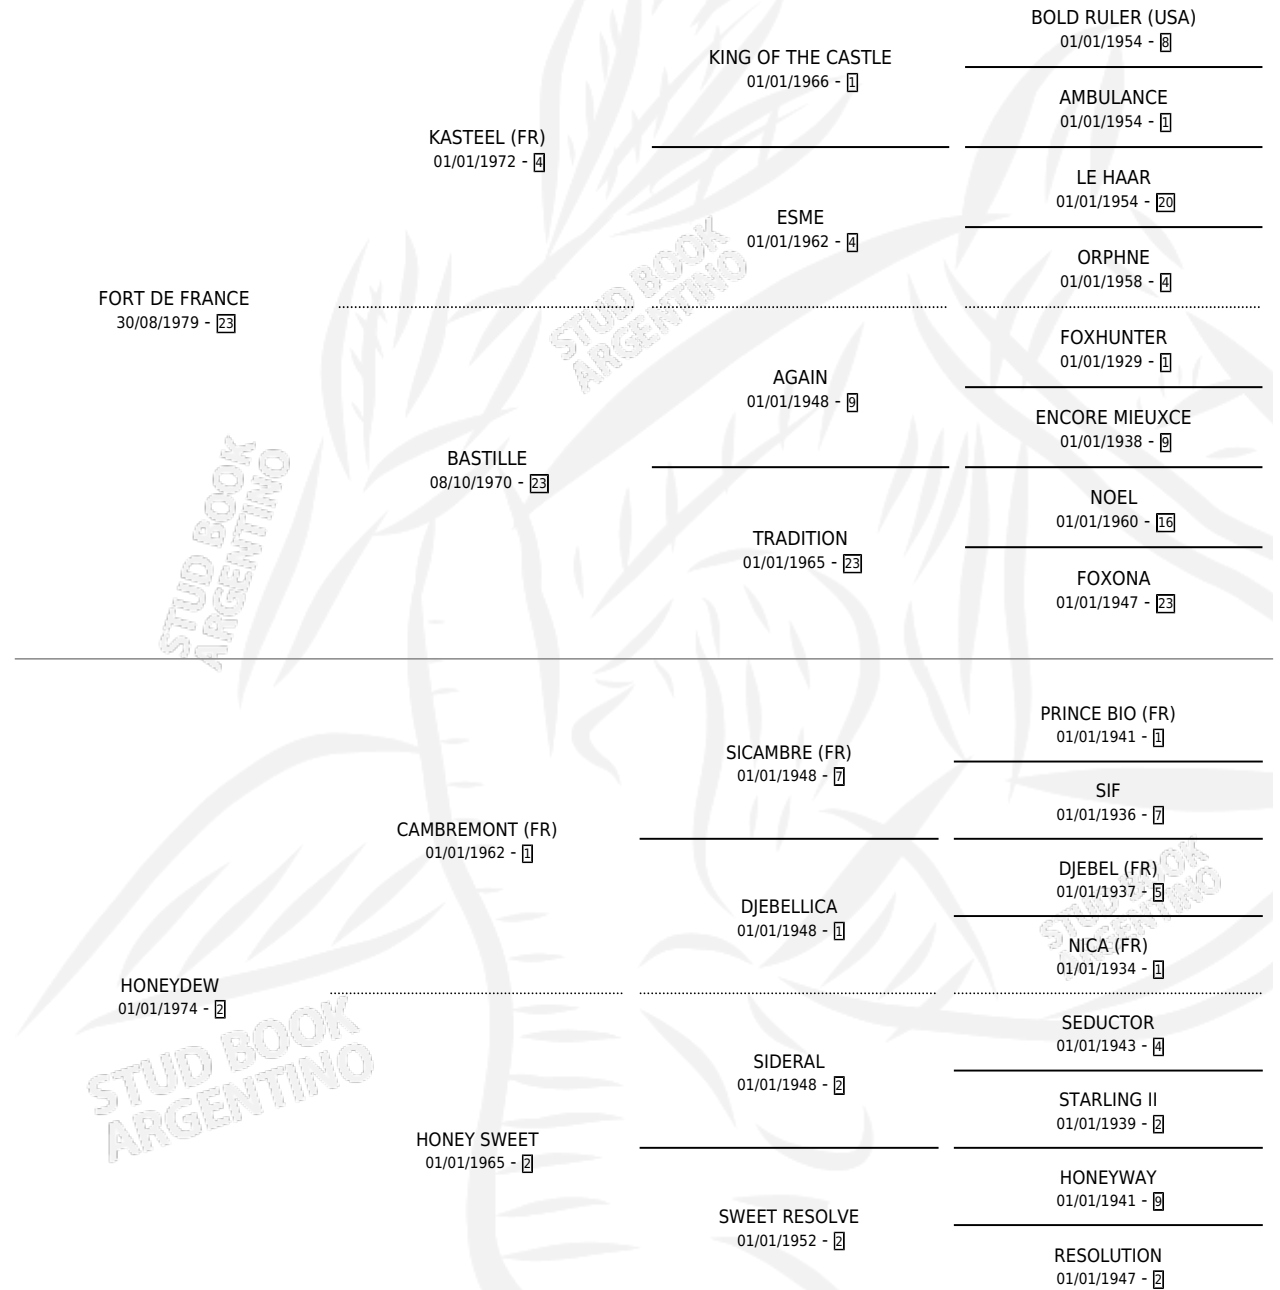 BOLD RULER (USA)
01/01/1954 - 8
KING OF THE CASTLE
01/01/1966 - 1
AMBULANCE
01/01/1954 - 1
KASTEEL (FR)
01/01/1972 - 4
LE HAAR
01/01/1954 - 20
ESME
01/01/1962 - 4
ORPHNE
01/01/1958 - 4
FORT DE FRANCE
30/08/1979 - 23
FOXHUNTER
01/01/1929 - 1
AGAIN
01/01/1948 - 9
ENCORE MIEUXCE
01/01/1938 - 9
BASTILLE
08/10/1970 - 23
NOEL
01/01/1960 - 16
TRADITION
01/01/1965 - 23
FOXONA
01/01/1947 - 23
STUD BOOK
ARGENTINO
STUD BOOK
ARGENTINO
PRINCE BIO (FR)
01/01/1941 - 1
SICAMBRE (FR)
01/01/1948 - 7
SIF
01/01/1936 - 7
CAMBREMONT (FR)
01/01/1962 - 1
DJEBEL (FR)
01/01/1937 - 5
DJEBELLICA
01/01/1948 - 1
NICA (FR)
01/01/1934 - 1
HONEYDEW
01/01/1974 - 2
SEDUCTOR
01/01/1943 - 4
SIDERAL
01/01/1948 - 2
STARLING II
01/01/1939 - 2
HONEY SWEET
01/01/1965 - 2
HONEYWAY
01/01/1941 - 9
SWEET RESOLVE
01/01/1952 - 2
RESOLUTION
01/01/1947 - 2
STUD BOOK
ARGENTINO
STUD BOOK
ARGENTINO